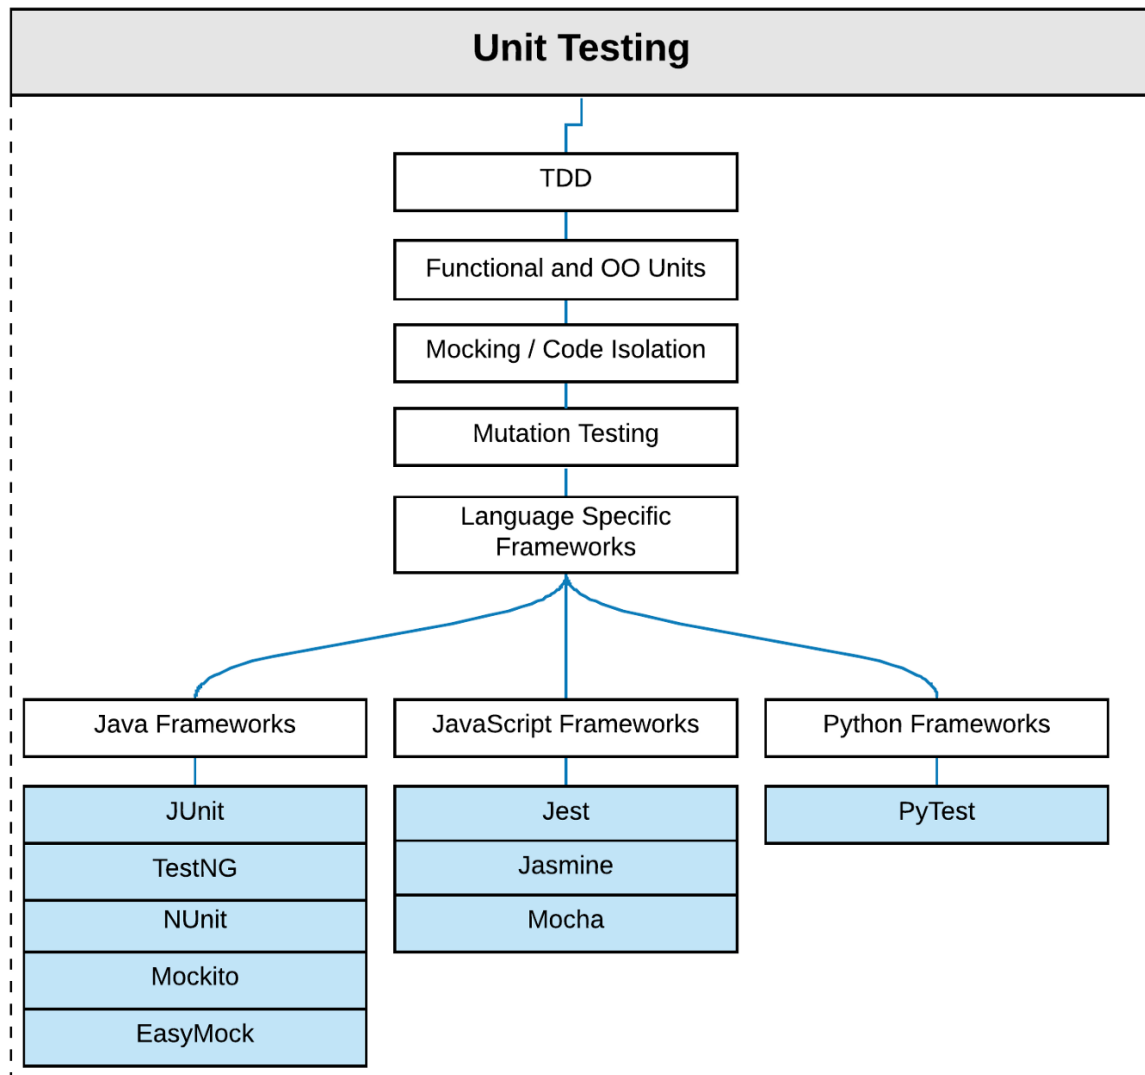 Unit Testing
TDD
Functional and OO Units
Mocking / Code Isolation
Mutation Testing
Language Specific
Frameworks
Java Frameworks
JavaScript Frameworks
Python Frameworks
JUnit
TestNG
NUnit
Mockito
EasyMock
Jest
Jasmine
Mocha
PyTest